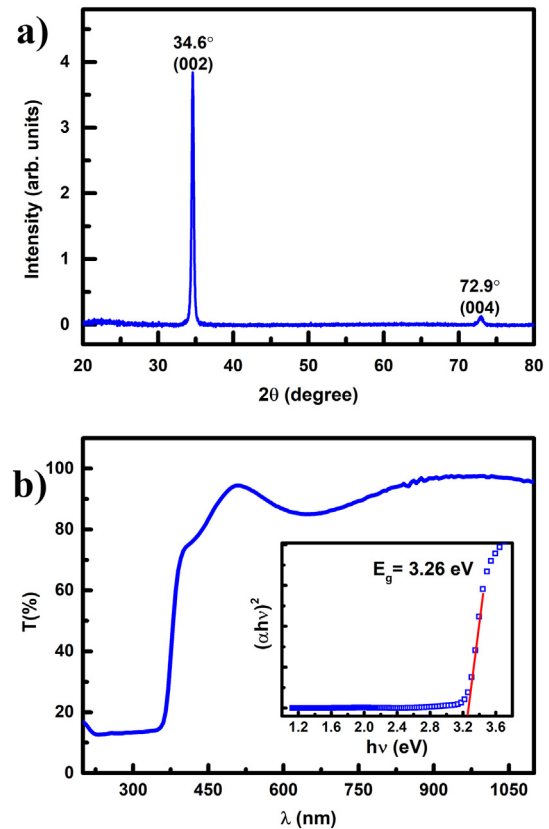 a)
34.6°
(002)
72.9°
(004)
Intensity (arb. units)
4
3
2
1
0
20 30 40 50 60 70 80
2θ (degree)
b)
T(%)
100
80
60
40
20
0
300 450 600 750 900 1050
λ (nm)
E_g= 3.26 eV
(αhν)²
1.2 1.6 2.0 2.4 2.8 3.2 3.6
hν (eV)